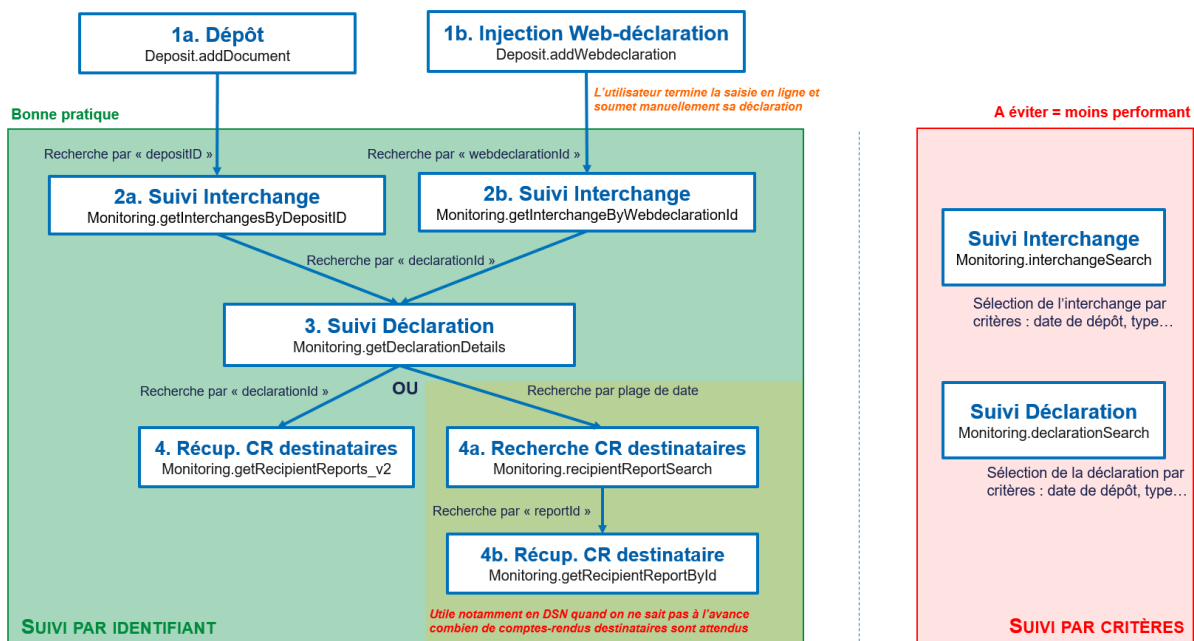 1a. Dépôt
Deposit.addDocument
1b. Injection Web-déclaration
Deposit.addWebdeclaration
L'utilisateur termine la saisie en ligne et
soumet manuellement sa déclaration
Bonne pratique
A éviter = moins performant
Recherche par « depositID »
Recherche par « webdeclarationId »
2a. Suivi Interchange
Monitoring.getInterchangesByDepositID
2b. Suivi Interchange
Monitoring.getInterchangeByWebdeclarationId
Suivi Interchange
Monitoring.interchangeSearch
Recherche par « declarationId »
Sélection de l'interchange par
critères : date de dépôt, type…
3. Suivi Déclaration
Monitoring.getDeclarationDetails
Recherche par « declarationId »
OU
Recherche par plage de date
Suivi Déclaration
Monitoring.declarationSearch
4. Récup. CR destinataires
Monitoring.getRecipientReports_v2
4a. Recherche CR destinataires
Monitoring.recipientReportSearch
Sélection de la déclaration par
critères : date de dépôt, type…
Recherche par « reportId »
4b. Récup. CR destinataire
Monitoring.getRecipientReportById
Utile notamment en DSN quand on ne sait pas à l'avance
combien de comptes-rendus destinataires sont attendus
SUIVI PAR IDENTIFIANT
SUIVI PAR CRITÈRES